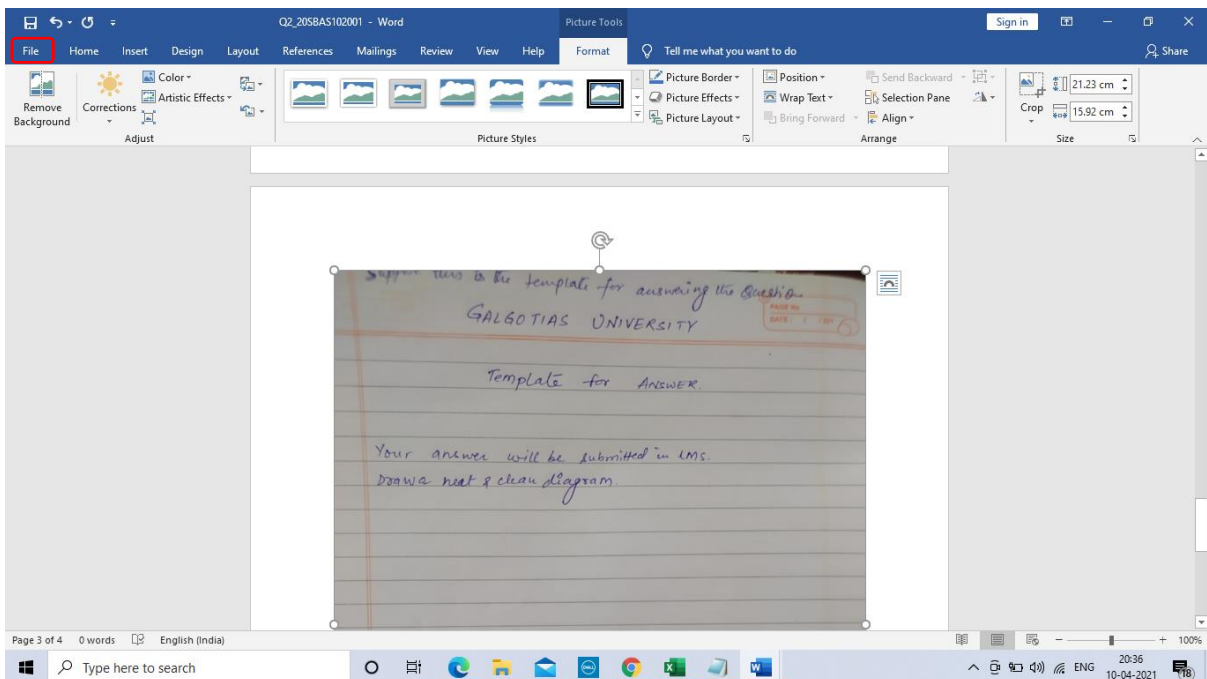 Q2_20SBAS102001 - Word
Picture Tools
Sign in
File Home Insert Design Layout References Mailings Review View Help Format Tell me what you want to do Share
Remove Background
Corrections
Color
Artistic Effects
Adjust
Picture Styles
Picture Border
Picture Effects
Picture Layout
Position
Wrap Text
Bring Forward
Send Backward
Selection Pane
Align
Arrange
Crop
21.23 cm
15.92 cm
Size
this is the template for answering the Question
GALGOTIAS UNIVERSITY
PAGE No
DATE
Template for ANSWER.
Your answer will be submitted in LMS.
Draw a neat & clean diagram.
Page 3 of 4 0 words English (India) 100%
Type here to search
ENG
20:36
10-04-2021
18